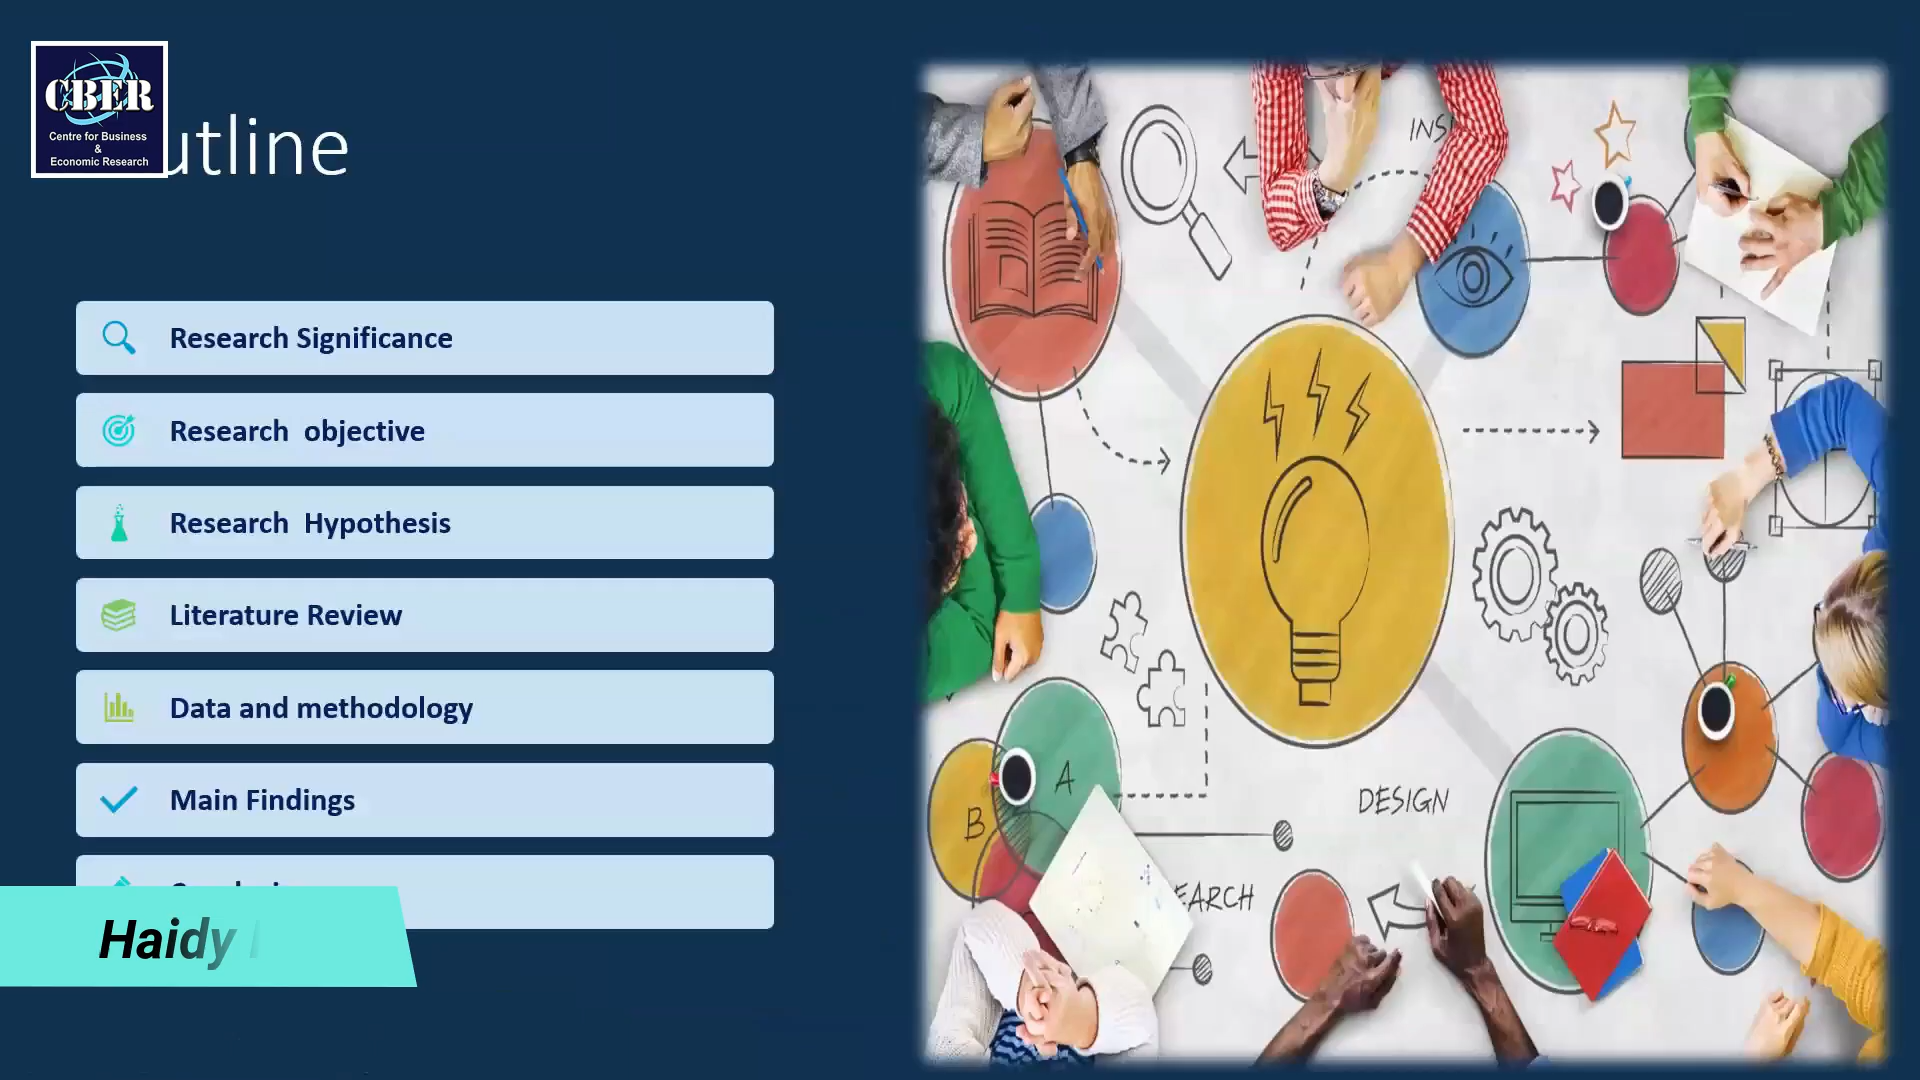 CBER
Centre for Business
&
Economic Research
utline
Research Significance
Research  objective
Research  Hypothesis
Literature Review
Data and methodology
Main Findings
Haidy
INS
A
B
DESIGN
EARCH